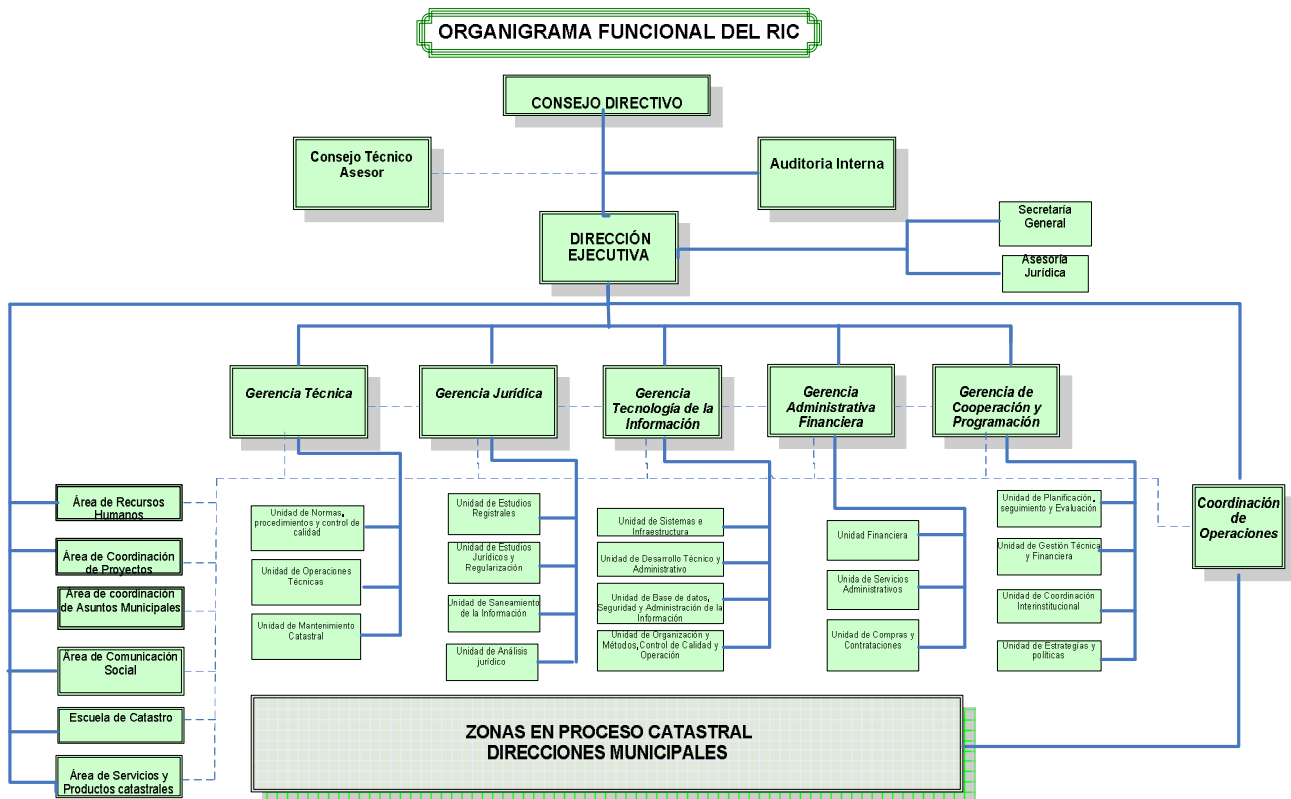 ORGANIGRAMA FUNCIONAL DEL RIC
CONSEJO DIRECTIVO
Consejo Técnico
Asesor
Auditoria Interna
DIRECCIÓN
EJECUTIVA
Secretaría
General
Asesoría
Jurídica
Gerencia Técnica
Gerencia Jurídica
Gerencia
Tecnología de la
Información
Gerencia
Administrativa
Financiera
Gerencia de
Cooperación y
Programación
Área de Recursos
Humanos
Área de Coordinación
de Proyectos
Área de coordinación
de Asuntos Municipales
Área de Comunicación
Social
Escuela de Catastro
Área de Servicios y
Productos catastrales
Unidad de Normas,
procedimientos y control de
calidad
Unidad de Operaciones
Técnicas
Unidad de Mantenimiento
Catastral
Unidad de Estudios
Registrales
Unidad de Estudios
Jurídicos y
Regularización
Unidad de Saneamiento
de la Información
Unidad de Análisis
jurídico
Unidad de Sistemas e
Infraestructura
Unidad de Desarrollo Técnico y
Administrativo
Unidad de Base de datos,
Seguridad y Administración de la
Información
Unidad de Organización y
Métodos, Control de Calidad y
Operación
Unidad Financiera
Unida de Servicios
Administrativos
Unidad de Compras y
Contrataciones
Unidad de Planificación,
seguimiento y Evaluación
Unidad de Gestión Técnica
y Financiera
Unidad de Coordinación
Interinstitucional
Unidad de Estrategías y
políticas
Coordinación
de
Operaciones
ZONAS EN PROCESO CATASTRAL
DIRECCIONES MUNICIPALES